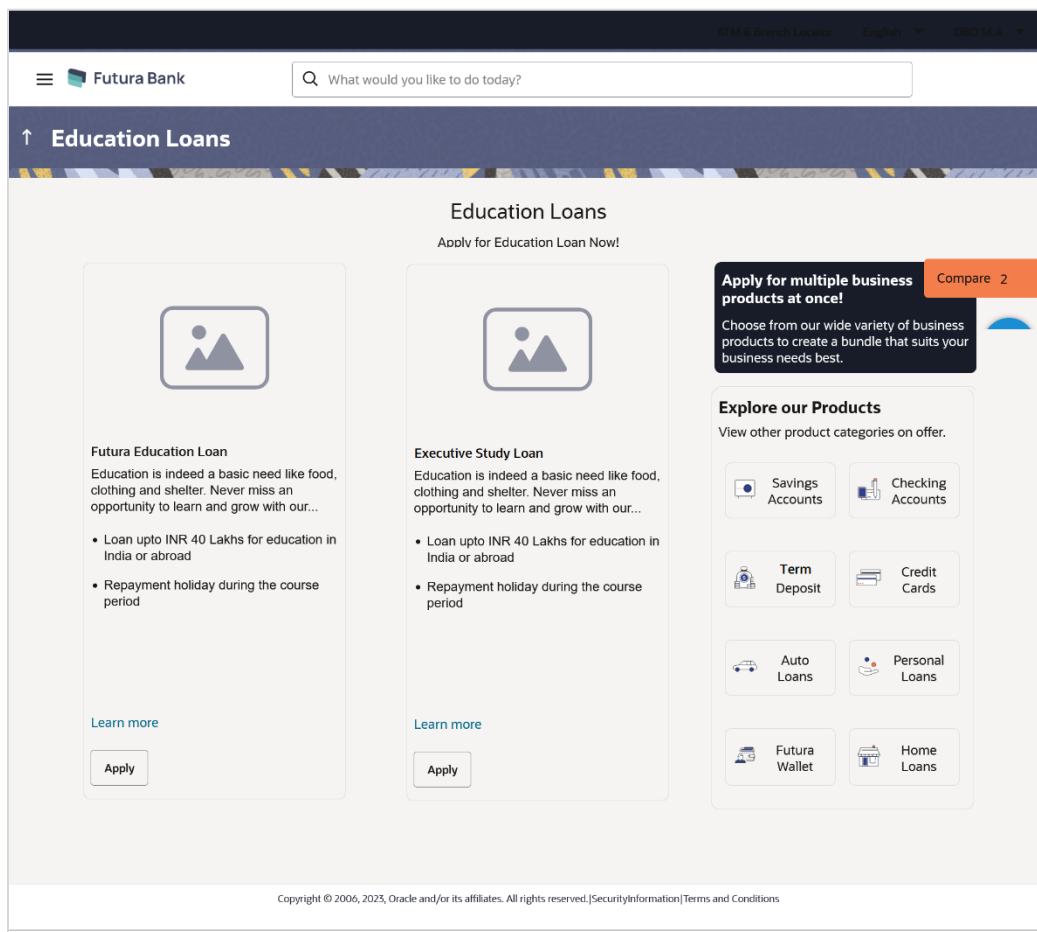 ATM & Branch Locator English
Futura Bank
What would you like to do today?
Education Loans
Education Loans
Apply for Education Loan Now!
Futura Education Loan
Education is indeed a basic need like food,
clothing and shelter. Never miss an
opportunity to learn and grow with our...
• Loan upto INR 40 Lakhs for education in
India or abroad
• Repayment holiday during the course
period
Learn more
Apply
Executive Study Loan
Education is indeed a basic need like food,
clothing and shelter. Never miss an
opportunity to learn and grow with our...
• Loan upto INR 40 Lakhs for education in
India or abroad
• Repayment holiday during the course
period
Learn more
Apply
Compare 2
Apply for multiple business
products at once!
Choose from our wide variety of business
products to create a bundle that suits your
business needs best.
Explore our Products
View other product categories on offer.
Savings
Accounts
Checking
Accounts
Term
Deposit
Credit
Cards
Auto
Loans
Personal
Loans
Futura
Wallet
Home
Loans
Copyright © 2006, 2023, Oracle and/or its affiliates. All rights reserved.|SecurityInformation|Terms and Conditions